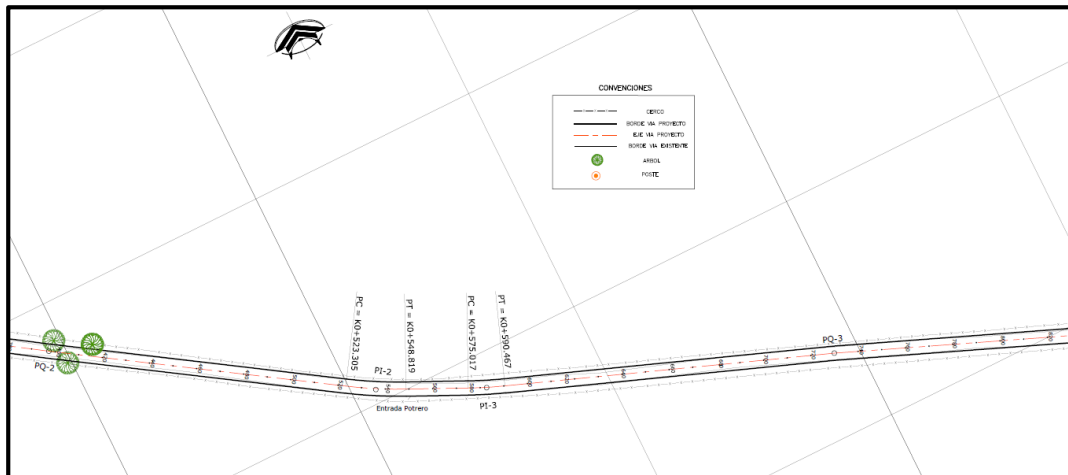 CONVENCIONES
CERCO
BORDE VIA PROYECTO
EJE VIA PROYECTO
BORDE VIA EXISTENTE
ARBOL
POSTE
PC = K0+523.305
PT = K0+548.819
PC = K0+575.017
PT = K0+590.467
PQ-2
PI-2
Entrada Potrero
PI-3
PQ-3